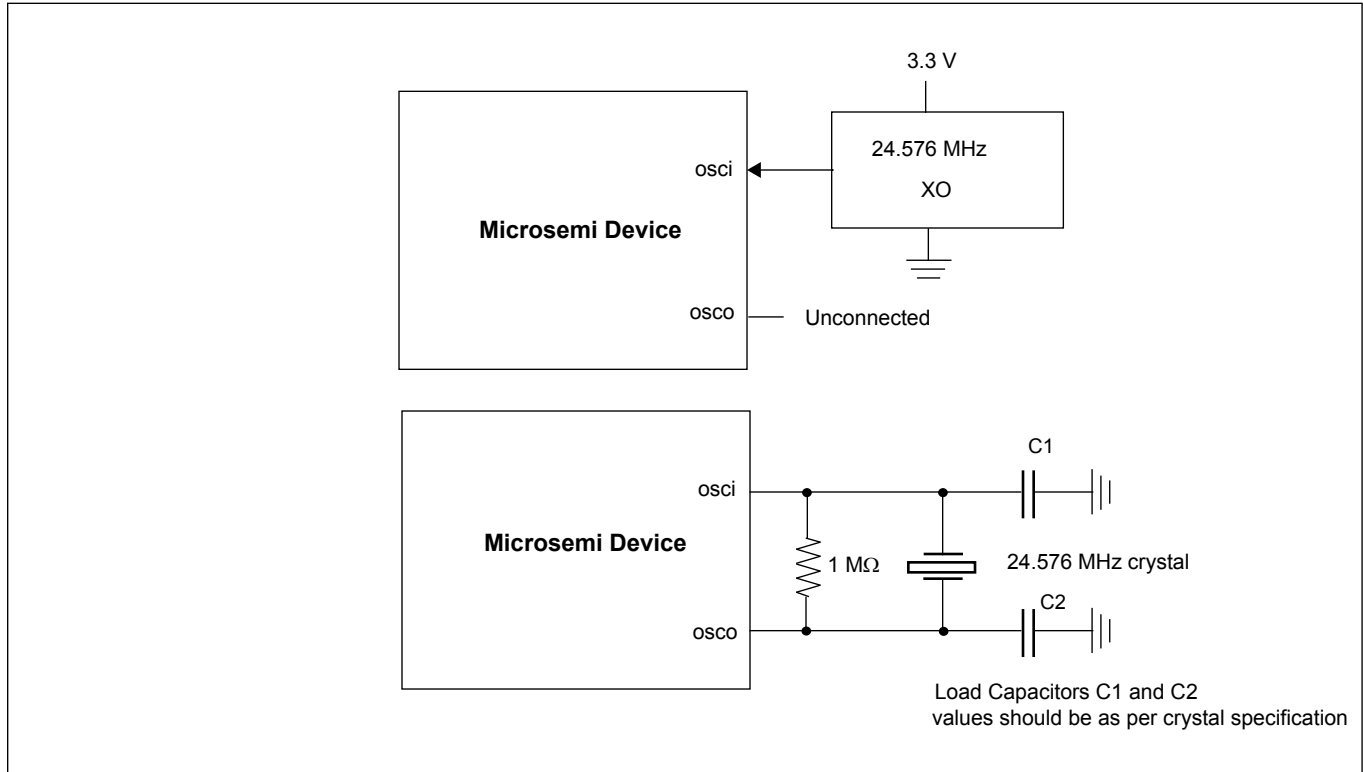 3.3 V
24.576 MHz
XO
osci
Microsemi Device
osco
Unconnected
C1
osci
Microsemi Device
1 MΩ
24.576 MHz crystal
C2
osco
Load Capacitors C1 and C2
values should be as per crystal specification